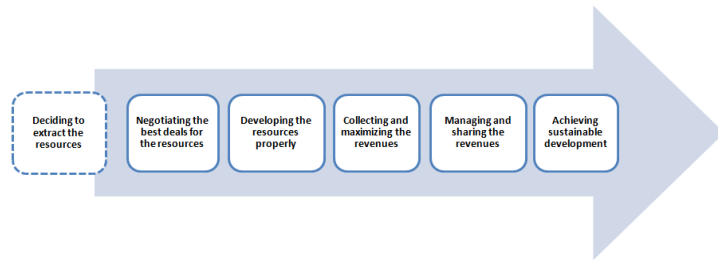 Deciding to
extract the
resources
Negotiating the
best deals for
the resources
Developing the
resources
properly
Collecting and
maximizing the
revenues
Managing and
sharing the
revenues
Achieving
sustainable
development